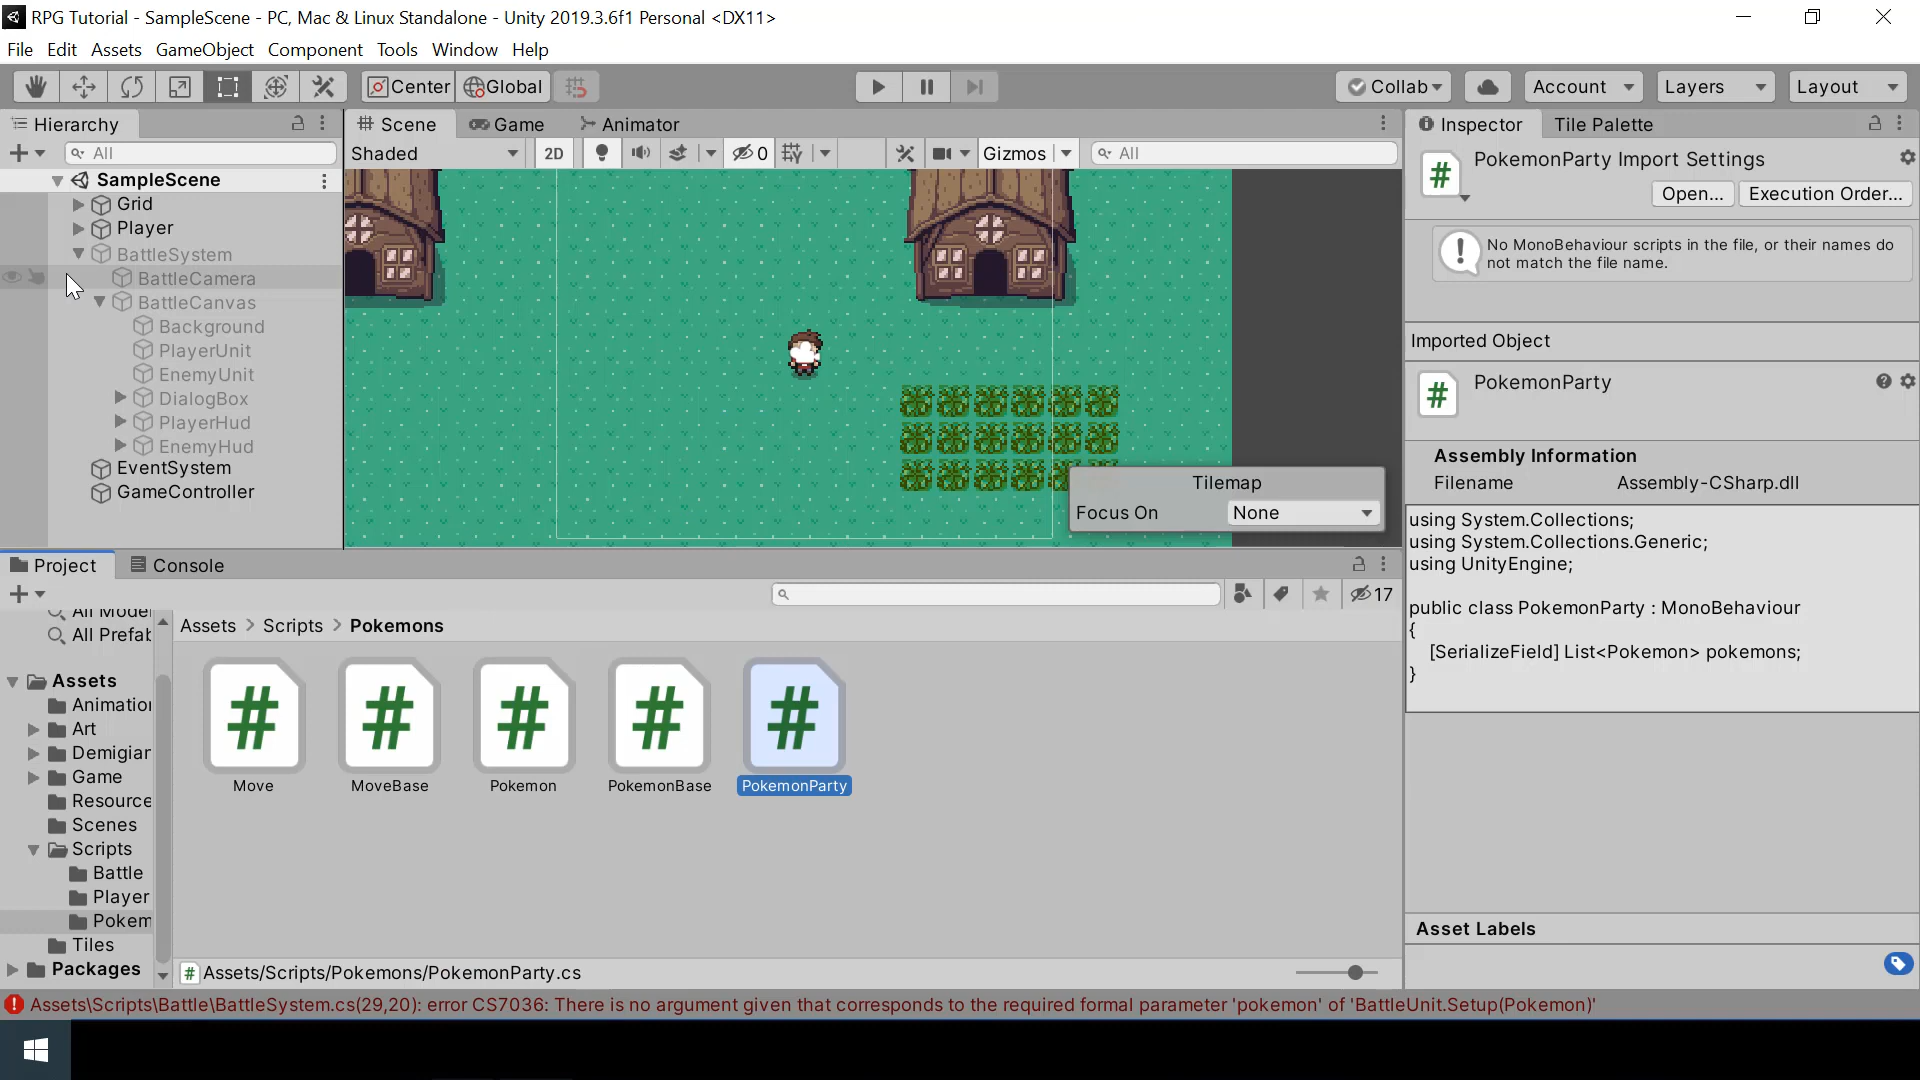 RPG Tutorial - SampleScene - PC, Mac & Linux Standalone - Unity 2019.3.6f1 Personal <DX11>
File Edit Assets GameObject Component Tools Window Help
Center Global Collab Account Layers Layout
Hierarchy
All
SampleScene
Grid
Player
BattleSystem
BattleCamera
BattleCanvas
Background
PlayerUnit
EnemyUnit
DialogBox
PlayerHud
EnemyHud
EventSystem
GameController
Scene Game Animator
Shaded 2D 0 Gizmos All
Tilemap
Focus On None
Inspector Tile Palette
PokemonParty Import Settings
Open... Execution Order...
No MonoBehaviour scripts in the file, or their names do
not match the file name.
Imported Object
PokemonParty
Assembly Information
Filename Assembly-CSharp.dll
using System.Collections;
using System.Collections.Generic;
using UnityEngine;
public class PokemonParty : MonoBehaviour
{
[SerializeField] List<Pokemon> pokemons;
}
Asset Labels
Project Console
17
All Model
All Prefab
Assets
Animation
Art
Demigian
Game
Resource
Scenes
Scripts
Battle
Player
Pokem
Tiles
Packages
Assets > Scripts > Pokemons
Move MoveBase Pokemon PokemonBase PokemonParty
Assets/Scripts/Pokemons/PokemonParty.cs
Assets\Scripts\Battle\BattleSystem.cs(29,20): error CS7036: There is no argument given that corresponds to the required formal parameter 'pokemon' of 'BattleUnit.Setup(Pokemon)'